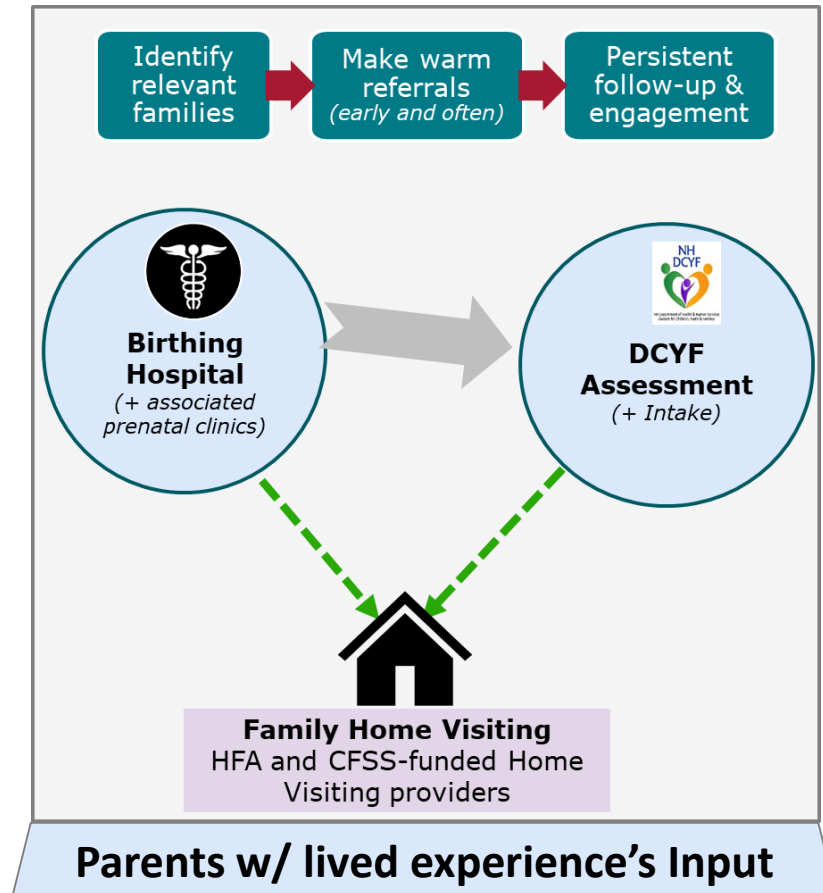 Identify
relevant
families
Make warm
referrals
(early and often)
Persistent
follow-up &
engagement
Birthing
Hospital
(+ associated
prenatal clinics)
NH
DCYF
DCYF
Assessment
(+ Intake)
Family Home Visiting
HFA and CFSS-funded Home
Visiting providers
Parents w/ lived experience's Input